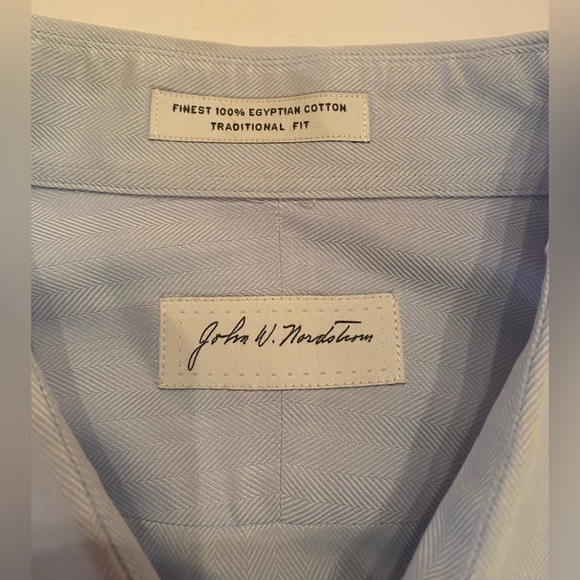 FINEST 100% EGYPTIAN COTTON
TRADITIONAL FIT
John W. Nordstrom